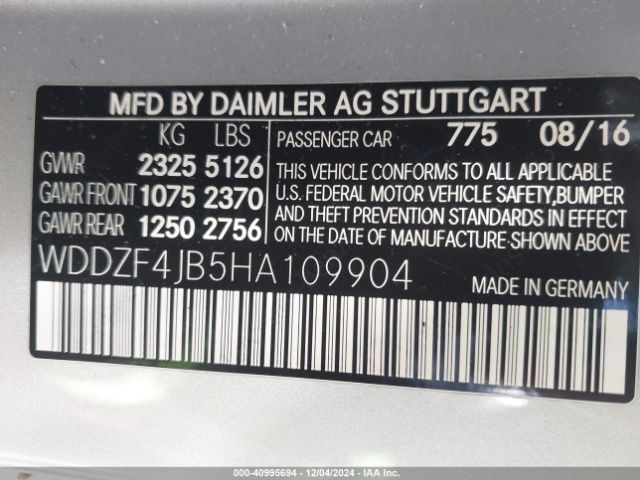 MFD BY DAIMLER AG STUTTGART
KG LBS
GVWR 2325 5126
GAWR FRONT 1075 2370
GAWR REAR 1250 2756
PASSENGER CAR 775 08/16
THIS VEHICLE CONFORMS TO ALL APPLICABLE
U.S. FEDERAL MOTOR VEHICLE SAFETY,BUMPER
AND THEFT PREVENTION STANDARDS IN EFFECT
ON THE DATE OF MANUFACTURE-SHOWN ABOVE
WDDZF4JB5HA109904
MADE IN GERMANY
© COPY - 40995694 - 12/04/2024 - IAA Inc.